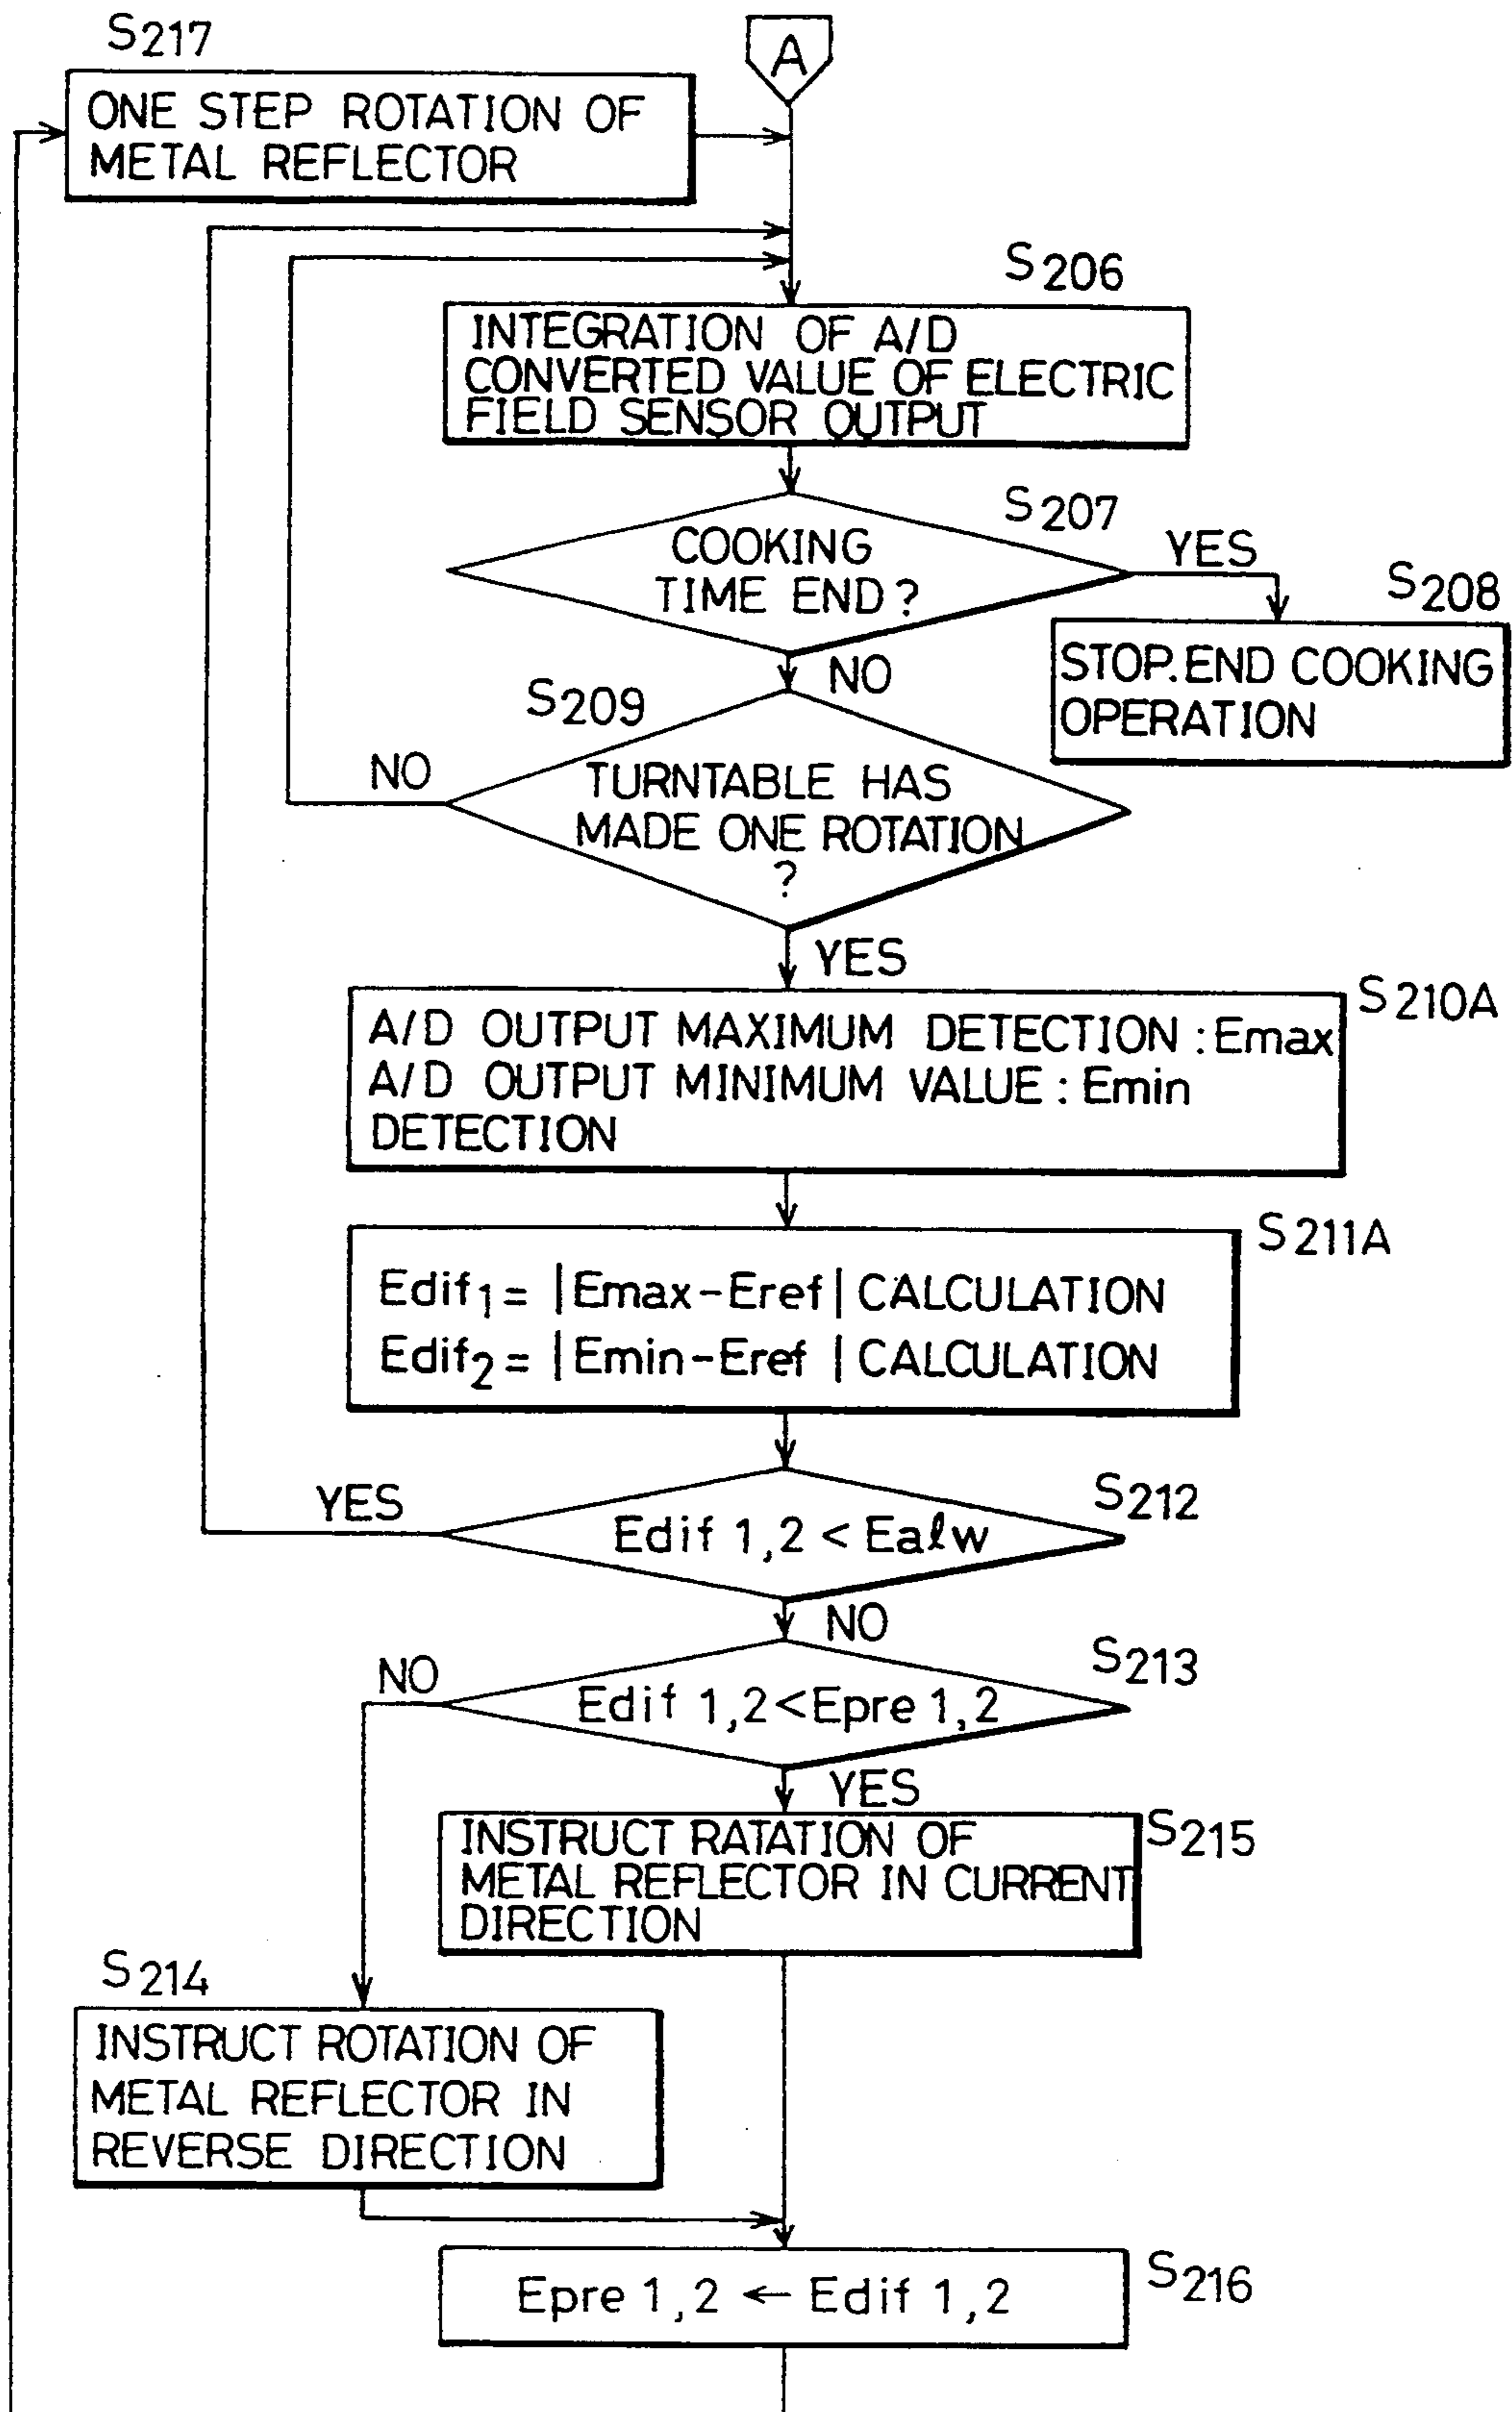 S217
A
ONE STEP ROTATION OF
METAL REFLECTOR
S206
INTEGRATION OF A/D
CONVERTED VALUE OF ELECTRIC
FIELD SENSOR OUTPUT
S207
COOKING
TIME END?
YES
S208
STOP.END COOKING
OPERATION
NO
S209
NO
TURNTABLE HAS
MADE ONE ROTATION
?
YES
S210A
A/D OUTPUT MAXIMUM DETECTION : Emax
A/D OUTPUT MINIMUM VALUE : Emin
DETECTION
S211A
Edif1 = |Emax-Eref| CALCULATION
Edif2 = |Emin-Eref| CALCULATION
S212
YES
Edif 1,2 < Ealw
NO
S213
NO
Edif 1,2 < Epre 1,2
YES
S215
INSTRUCT RATATION OF
METAL REFLECTOR IN CURRENT
DIRECTION
S214
INSTRUCT ROTATION OF
METAL REFLECTOR IN
REVERSE DIRECTION
S216
Epre 1,2 ← Edif 1,2